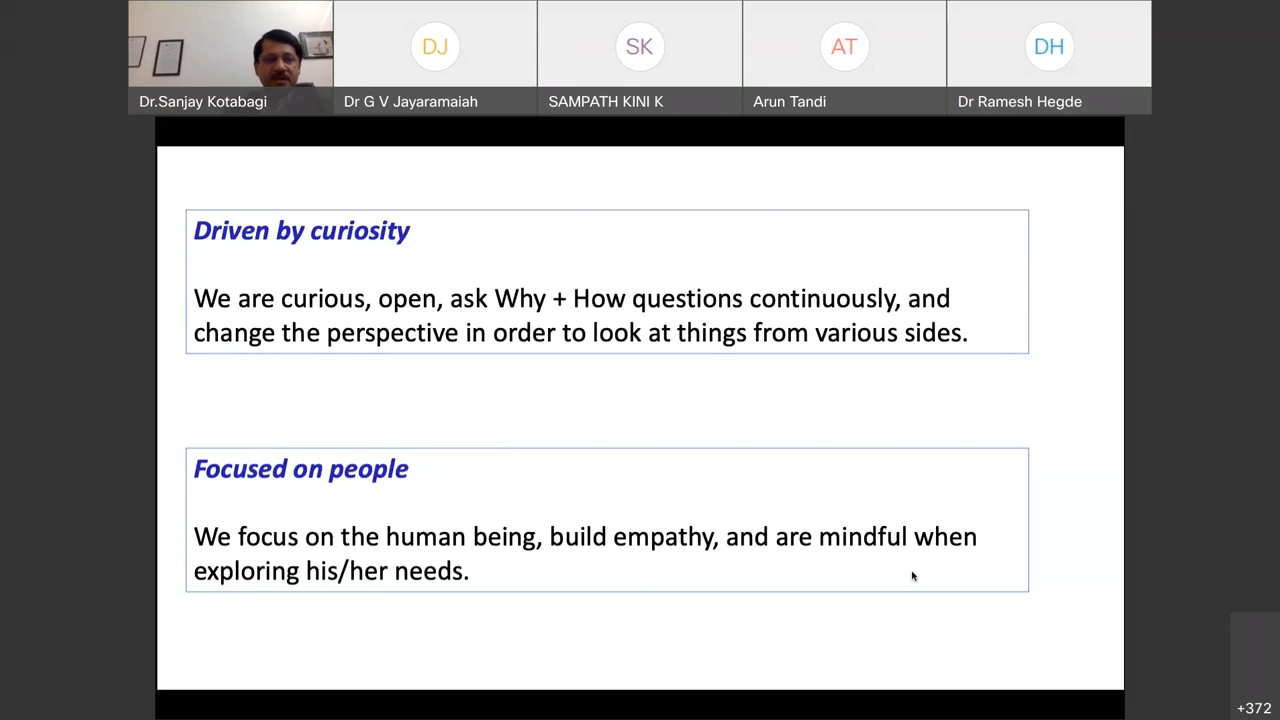 DJ
SK
AT
DH
Dr.Sanjay Kotabagi
Dr G V Jayaramaiah
SAMPATH KINI K
Arun Tandi
Dr Ramesh Hegde
Driven by curiosity
We are curious, open, ask Why + How questions continuously, and
change the perspective in order to look at things from various sides.
Focused on people
We focus on the human being, build empathy, and are mindful when
exploring his/her needs.
+372